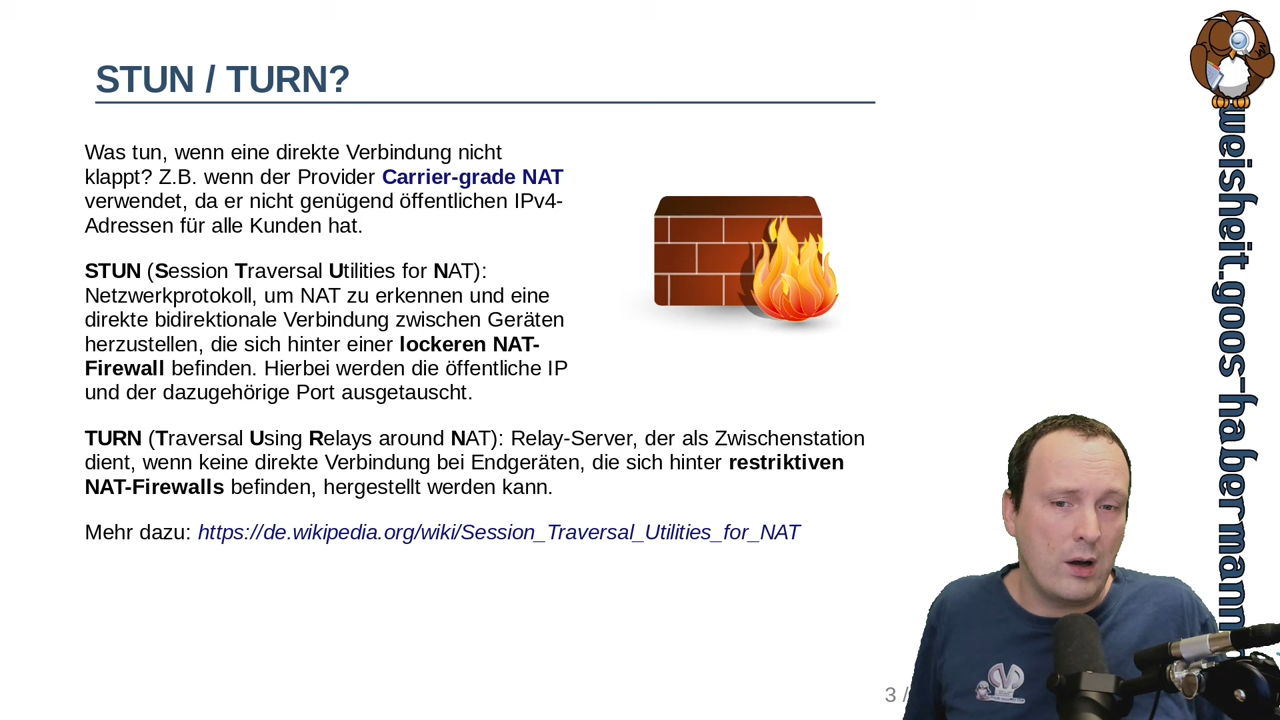 STUN / TURN?
Was tun, wenn eine direkte Verbindung nicht
klappt? Z.B. wenn der Provider Carrier-grade NAT
verwendet, da er nicht genügend öffentlichen IPv4-
Adressen für alle Kunden hat.
STUN (Session Traversal Utilities for NAT):
Netzwerkprotokoll, um NAT zu erkennen und eine
direkte bidirektionale Verbindung zwischen Geräten
herzustellen, die sich hinter einer lockeren NAT-
Firewall befinden. Hierbei werden die öffentliche IP
und der dazugehörige Port ausgetauscht.
TURN (Traversal Using Relays around NAT): Relay-Server, der als Zwischenstation
dient, wenn keine direkte Verbindung bei Endgeräten, die sich hinter restriktiven
NAT-Firewalls befinden, hergestellt werden kann.
Mehr dazu: https://de.wikipedia.org/wiki/Session_Traversal_Utilities_for_NAT
3 /
weisheit.goos-habermann